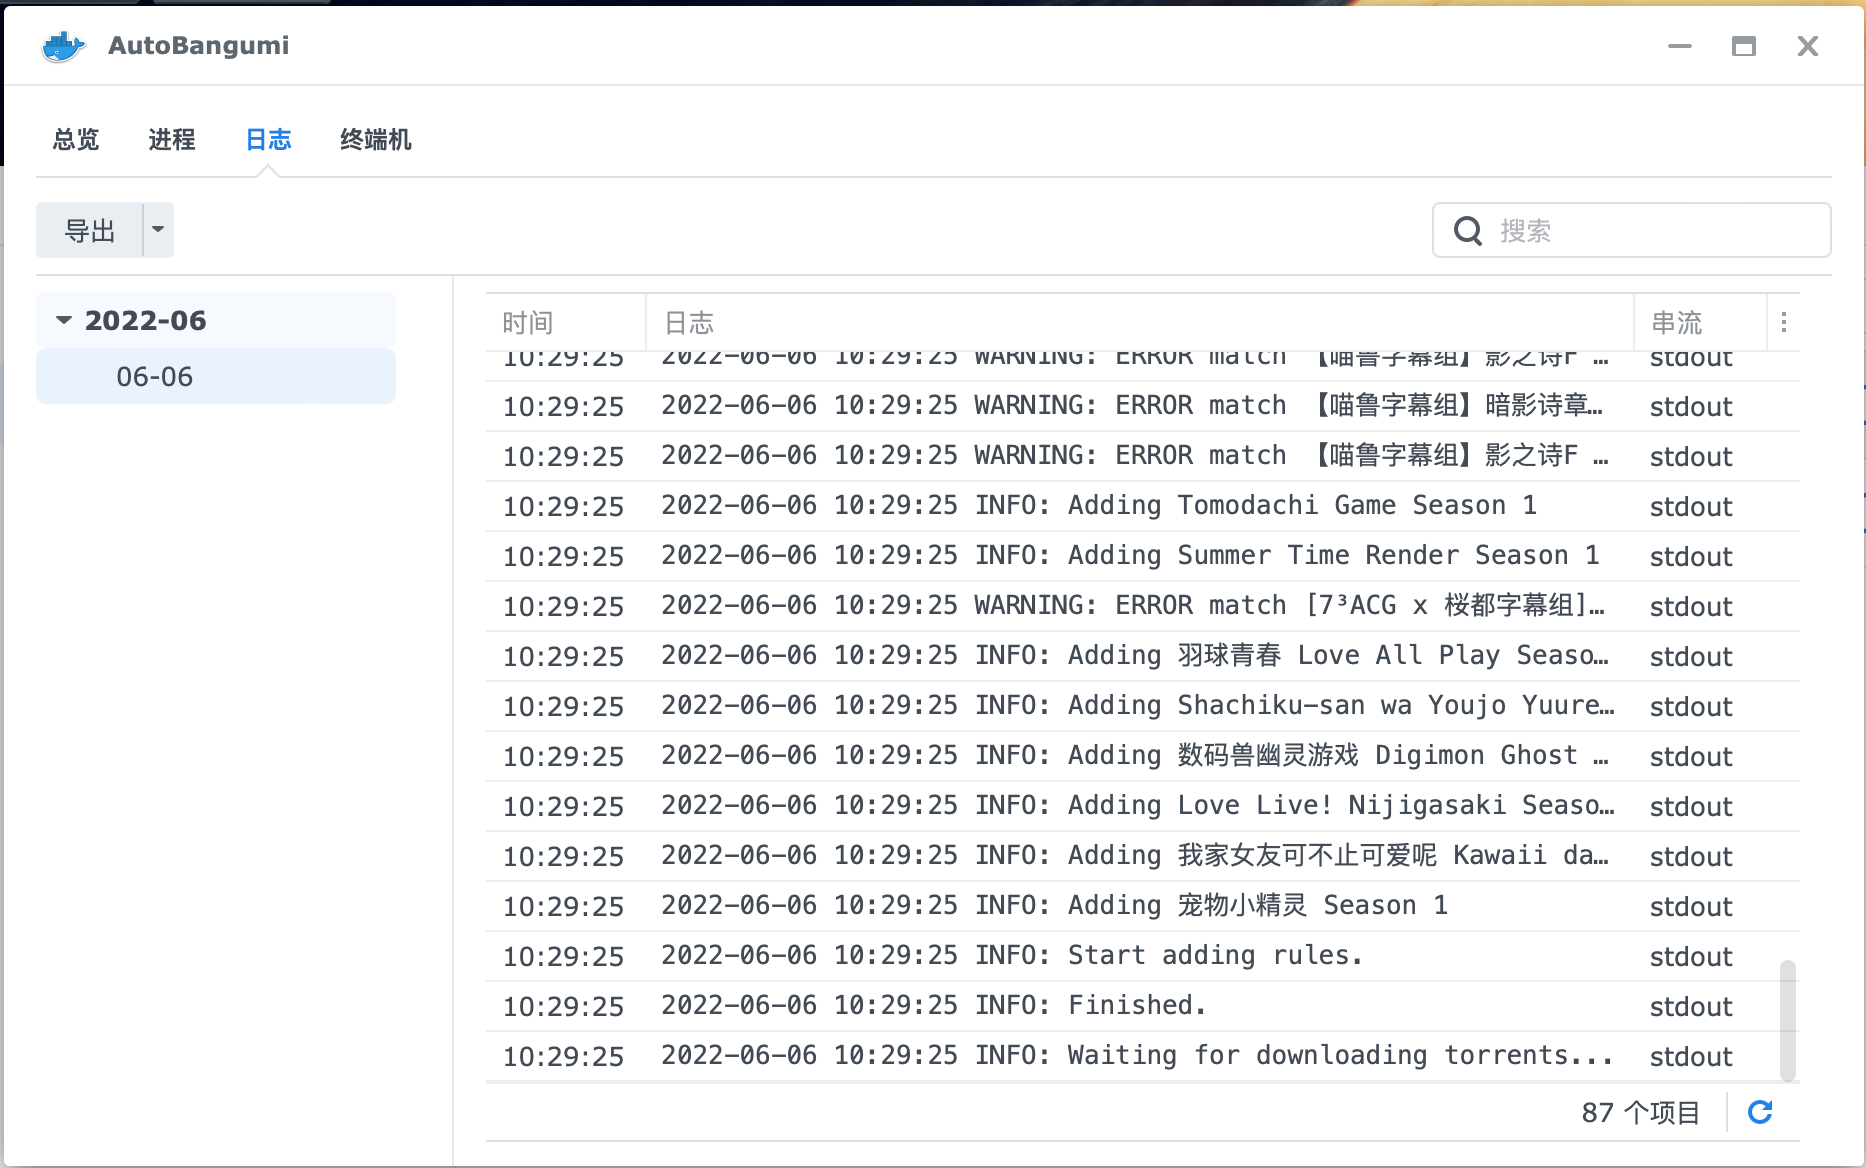 AutoBangumi
总览 进程 日志 终端机
导出 搜索
2022-06
06-06
时间 日志 串流
10:29:25 2022-06-06 10:29:25 WARNING: ERROR match 【喵鲁字幕组】影之诗F … stdout
10:29:25 2022-06-06 10:29:25 WARNING: ERROR match 【喵鲁字幕组】暗影诗章… stdout
10:29:25 2022-06-06 10:29:25 WARNING: ERROR match 【喵鲁字幕组】影之诗F … stdout
10:29:25 2022-06-06 10:29:25 INFO: Adding Tomodachi Game Season 1 stdout
10:29:25 2022-06-06 10:29:25 INFO: Adding Summer Time Render Season 1 stdout
10:29:25 2022-06-06 10:29:25 WARNING: ERROR match [7³ACG x 桜都字幕组]… stdout
10:29:25 2022-06-06 10:29:25 INFO: Adding 羽球青春 Love All Play Seaso… stdout
10:29:25 2022-06-06 10:29:25 INFO: Adding Shachiku-san wa Youjo Yuure… stdout
10:29:25 2022-06-06 10:29:25 INFO: Adding 数码兽幽灵游戏 Digimon Ghost … stdout
10:29:25 2022-06-06 10:29:25 INFO: Adding Love Live! Nijigasaki Seaso… stdout
10:29:25 2022-06-06 10:29:25 INFO: Adding 我家女友可不止可爱呢 Kawaii da… stdout
10:29:25 2022-06-06 10:29:25 INFO: Adding 宠物小精灵 Season 1 stdout
10:29:25 2022-06-06 10:29:25 INFO: Start adding rules. stdout
10:29:25 2022-06-06 10:29:25 INFO: Finished. stdout
10:29:25 2022-06-06 10:29:25 INFO: Waiting for downloading torrents... stdout
87 个项目